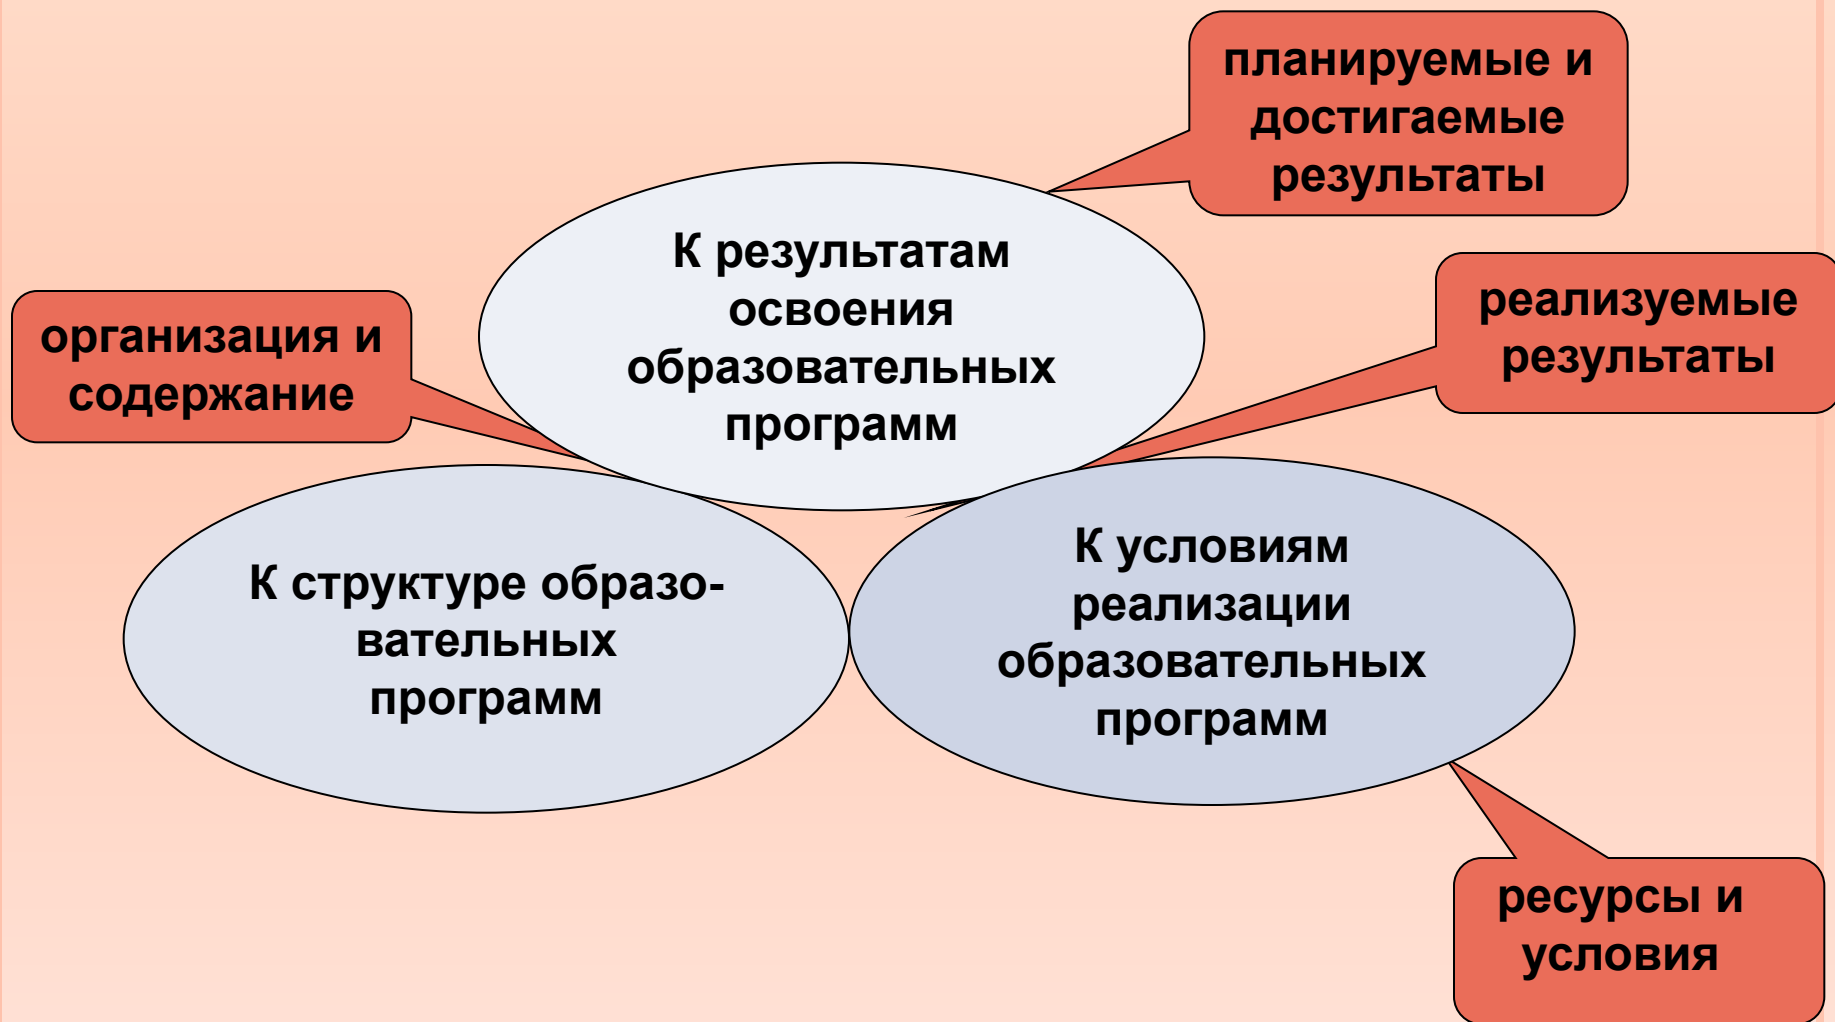 планируемые и
достигаемые
результаты
К результатам
освоения
образовательных
программ
реализуемые
результаты
организация и
содержание
К структуре образо-
вательных
программ
К условиям
реализации
образовательных
программ
ресурсы и
условия